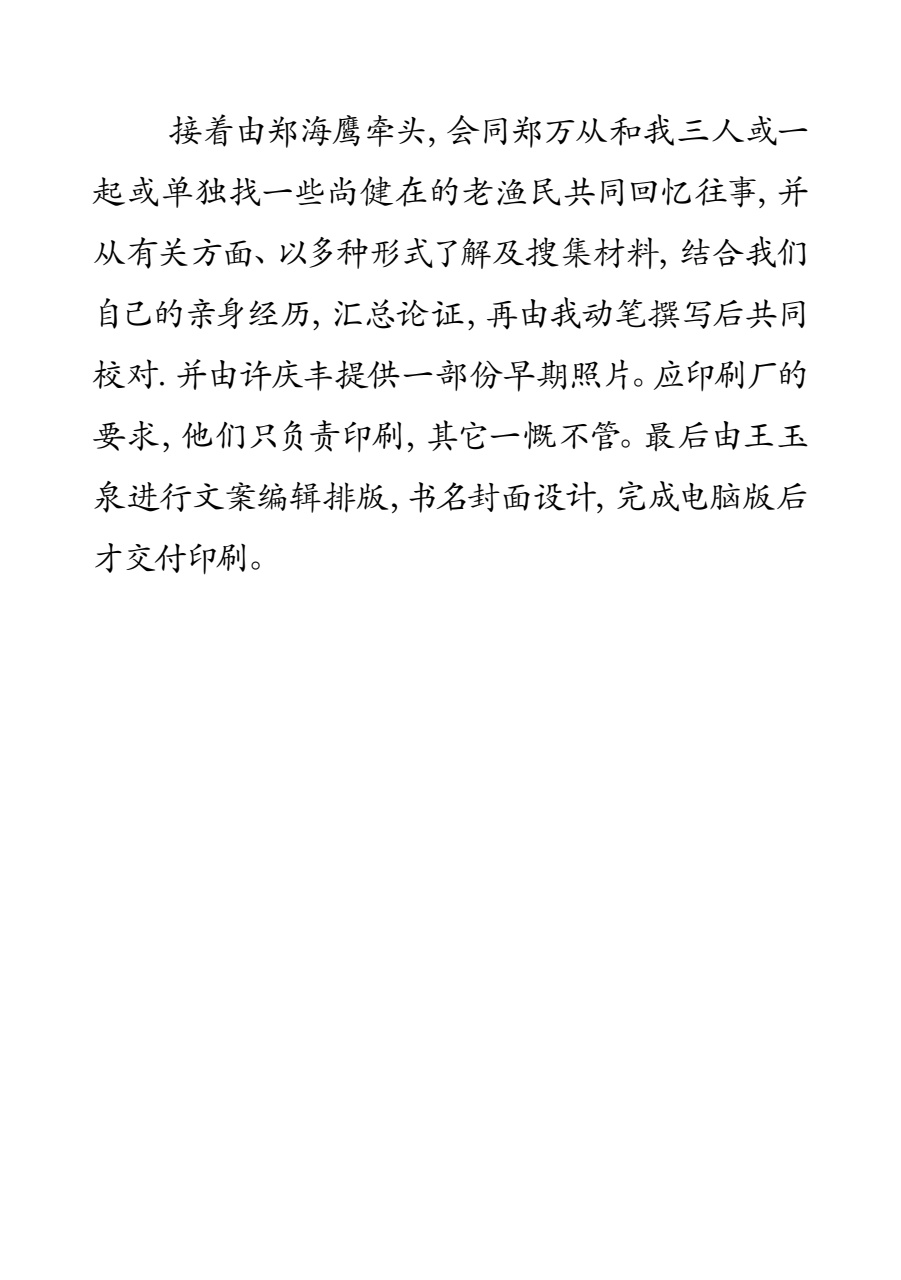 接着由郑海鹰牵头, 会同郑万从和我三人或一
起或单独找一些尚健在的老渔民共同回忆往事, 并
从有关方面、以多种形式了解及搜集材料, 结合我们
自己的亲身经历, 汇总论证, 再由我动笔撰写后共同
校对. 并由许庆丰提供一部份早期照片。应印刷厂的
要求, 他们只负责印刷, 其它一慨不管。最后由王玉
泉进行文案编辑排版, 书名封面设计, 完成电脑版后
才交付印刷。